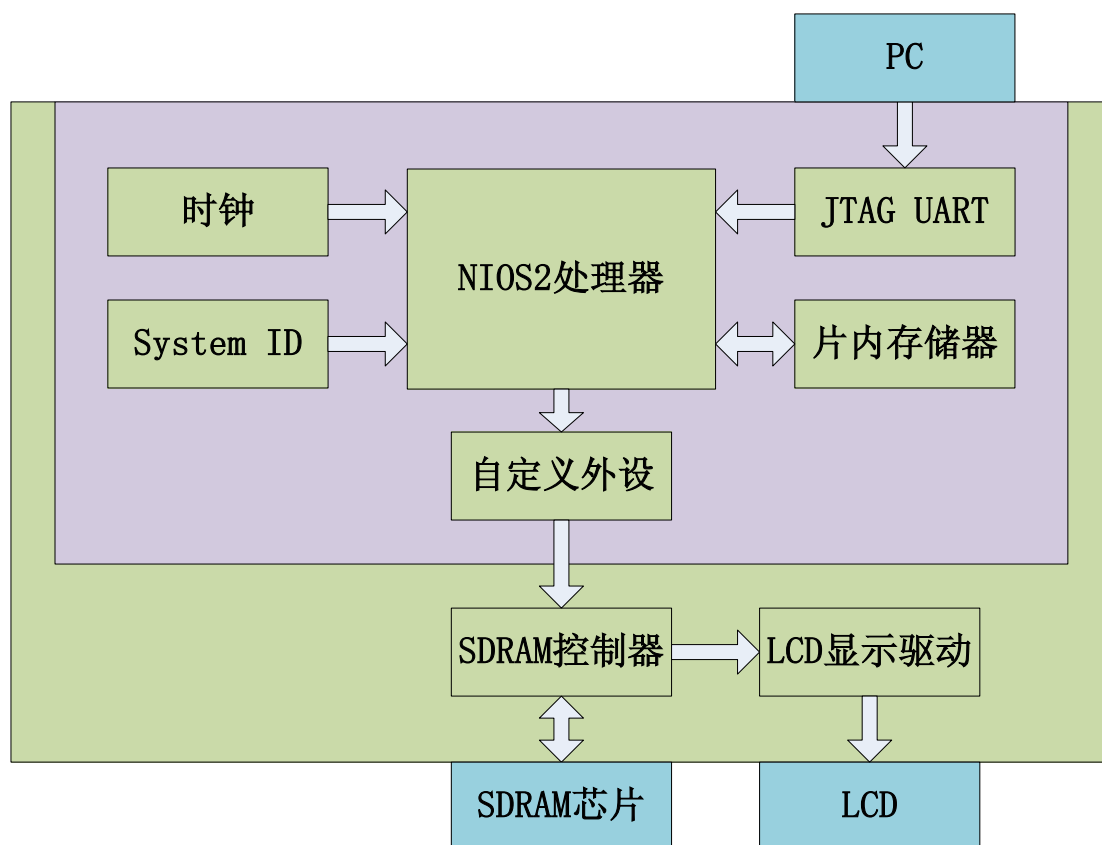 PC
时钟
JTAG UART
NIOS2处理器
System ID
片内存储器
自定义外设
SDRAM控制器
LCD显示驱动
SDRAM芯片
LCD